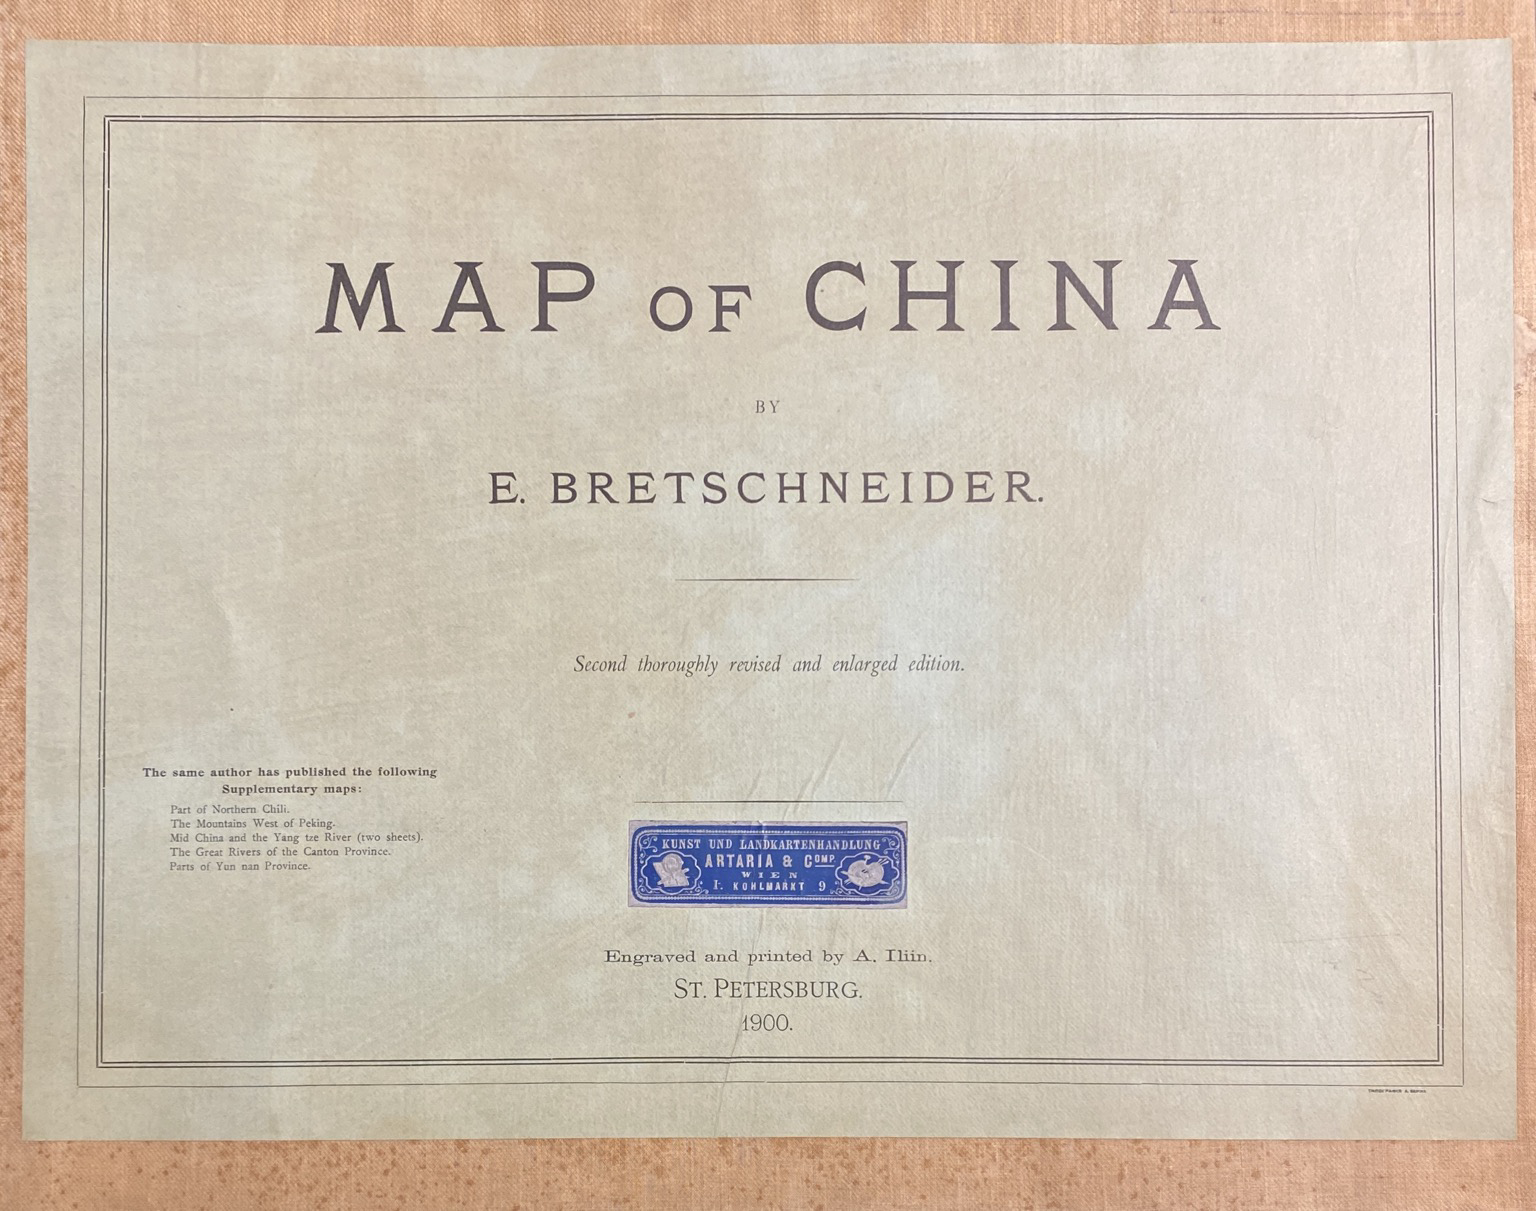 MAP OF CHINA
BY
E. BRETSCHNEIDER.
Second thoroughly revised and enlarged edition.
The same author has published the following
Supplementary maps:
Part of Northern Chili.
The Mountains West of Peking.
Mid China and the Yang tze River (two sheets).
The Great Rivers of the Canton Province.
Parts of Yun nan Province.
KUNST UND LANDKARTENHANDLUNG
ARTARIA & COMP.
WIEN
I. KOHLMARKT 9
Engraved and printed by A. Iliin.
ST. PETERSBURG.
1900.